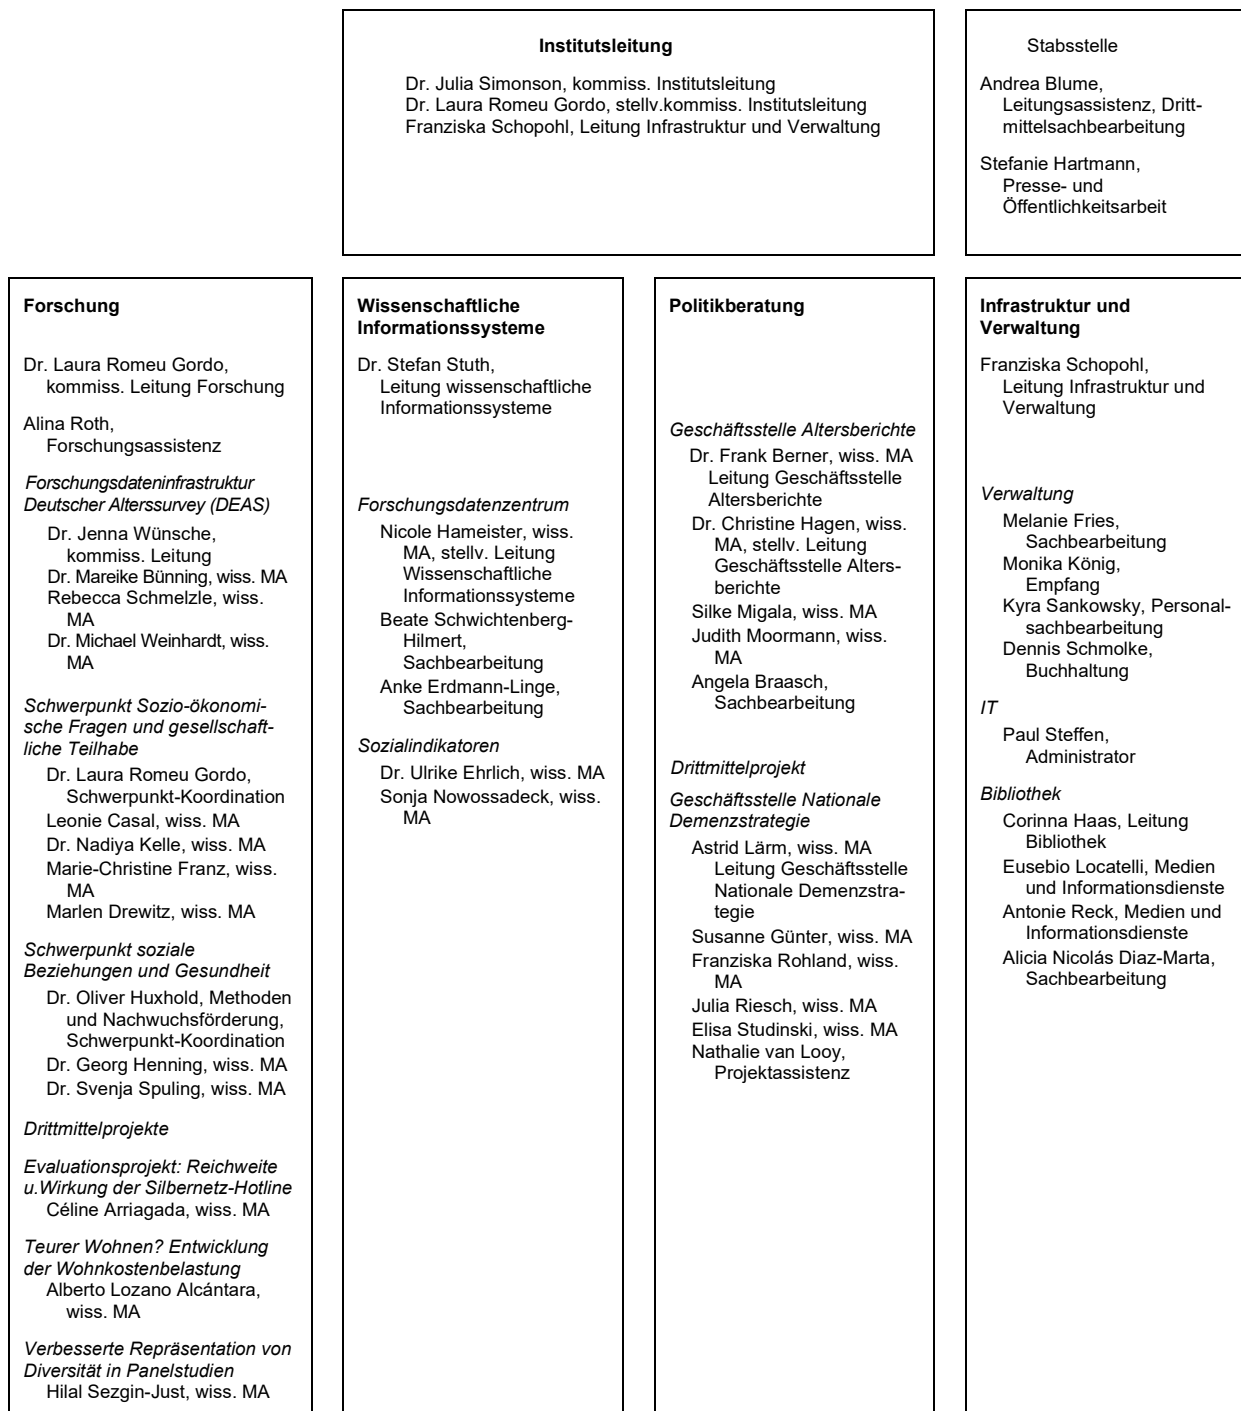 Institutsleitung
Dr. Julia Simonson, kommiss. Institutsleitung
Dr. Laura Romeu Gordo, stellv.kommiss. Institutsleitung
Franziska Schopohl, Leitung Infrastruktur und Verwaltung
Stabsstelle
Andrea Blume,
Leitungsassistenz, Dritt-
mittelsachbearbeitung
Stefanie Hartmann,
Presse- und
Öffentlichkeitsarbeit
Forschung
Dr. Laura Romeu Gordo,
kommiss. Leitung Forschung
Alina Roth,
Forschungsassistenz
Forschungsdateninfrastruktur
Deutscher Alterssurvey (DEAS)
Dr. Jenna Wünsche,
kommiss. Leitung
Dr. Mareike Bünning, wiss. MA
Rebecca Schmelzle, wiss.
MA
Dr. Michael Weinhardt, wiss.
MA
Schwerpunkt Sozio-ökonomi-
sche Fragen und gesellschaft-
liche Teilhabe
Dr. Laura Romeu Gordo,
Schwerpunkt-Koordination
Leonie Casal, wiss. MA
Dr. Nadiya Kelle, wiss. MA
Marie-Christine Franz, wiss.
MA
Marlen Drewitz, wiss. MA
Schwerpunkt soziale
Beziehungen und Gesundheit
Dr. Oliver Huxhold, Methoden
und Nachwuchsförderung,
Schwerpunkt-Koordination
Dr. Georg Henning, wiss. MA
Dr. Svenja Spuling, wiss. MA
Drittmittelprojekte
Evaluationsprojekt: Reichweite
u.Wirkung der Silbernetz-Hotline
Céline Arriagada, wiss. MA
Teurer Wohnen? Entwicklung
der Wohnkostenbelastung
Alberto Lozano Alcántara,
wiss. MA
Verbesserte Repräsentation von
Diversität in Panelstudien
Hilal Sezgin-Just, wiss. MA
Wissenschaftliche
Informationssysteme
Dr. Stefan Stuth,
Leitung wissenschaftliche
Informationssysteme
Forschungsdatenzentrum
Nicole Hameister, wiss.
MA, stellv. Leitung
Wissenschaftliche
Informationssysteme
Beate Schwichtenberg-
Hilmert,
Sachbearbeitung
Anke Erdmann-Linge,
Sachbearbeitung
Sozialindikatoren
Dr. Ulrike Ehrlich, wiss. MA
Sonja Nowossadeck, wiss.
MA
Politikberatung
Geschäftsstelle Altersberichte
Dr. Frank Berner, wiss. MA
Leitung Geschäftsstelle
Altersberichte
Dr. Christine Hagen, wiss.
MA, stellv. Leitung
Geschäftsstelle Alters-
berichte
Silke Migala, wiss. MA
Judith Moormann, wiss.
MA
Angela Braasch,
Sachbearbeitung
Drittmittelprojekt
Geschäftsstelle Nationale
Demenzstrategie
Astrid Lärm, wiss. MA
Leitung Geschäftsstelle
Nationale Demenzstra-
tegie
Susanne Günter, wiss. MA
Franziska Rohland, wiss.
MA
Julia Riesch, wiss. MA
Elisa Studinski, wiss. MA
Nathalie van Looy,
Projektassistenz
Infrastruktur und
Verwaltung
Franziska Schopohl,
Leitung Infrastruktur und
Verwaltung
Verwaltung
Melanie Fries,
Sachbearbeitung
Monika König,
Empfang
Kyra Sankowsky, Personal-
sachbearbeitung
Dennis Schmolke,
Buchhaltung
IT
Paul Steffen,
Administrator
Bibliothek
Corinna Haas, Leitung
Bibliothek
Eusebio Locatelli, Medien
und Informationsdienste
Antonie Reck, Medien und
Informationsdienste
Alicia Nicolás Diaz-Marta,
Sachbearbeitung